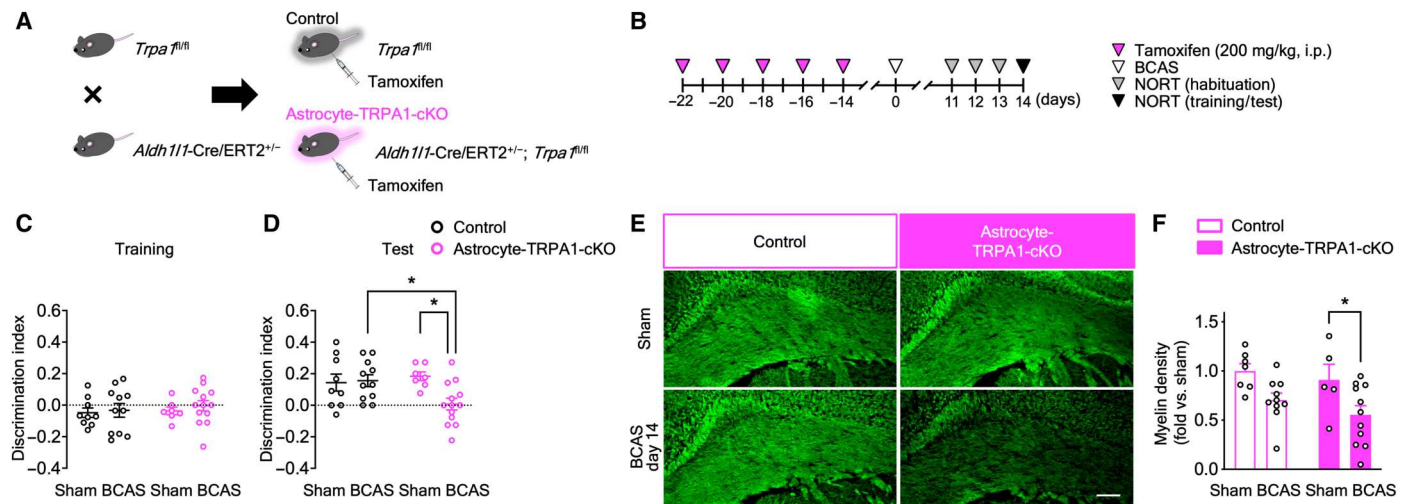 A
Trpa1fl/fl
×
Aldh1l1-Cre/ERT2+/−
Control
Trpa1fl/fl
Tamoxifen
Astrocyte-TRPA1-cKO
Aldh1l1-Cre/ERT2+/−; Trpa1fl/fl
Tamoxifen
B
−22 −20 −18 −16 −14 0 11 12 13 14 (days)
Tamoxifen (200 mg/kg, i.p.)
BCAS
NORT (habituation)
NORT (training/test)
C
Training
Discrimination index
0.6
0.4
0.2
0.0
−0.2
−0.4
Sham BCAS Sham BCAS
D
Test
Control
Astrocyte-TRPA1-cKO
*
*
Discrimination index
0.6
0.4
0.2
0.0
−0.2
−0.4
Sham BCAS Sham BCAS
E
Control
Astrocyte-
TRPA1-cKO
Sham
BCAS
day 14
F
Control
Astrocyte-TRPA1-cKO
*
Myelin density
(fold vs. sham)
1.5
1.0
0.5
0.0
Sham BCAS Sham BCAS